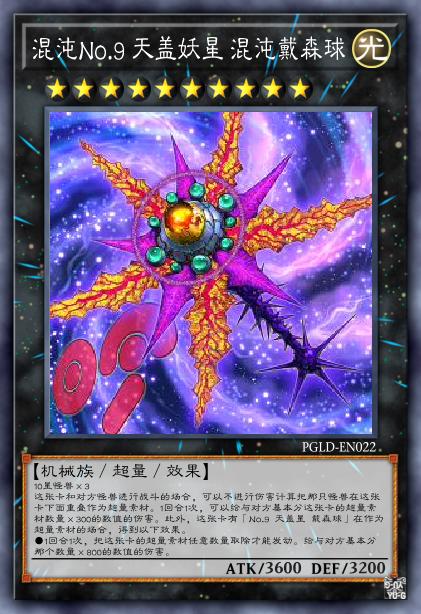 混沌No.9 天盖妖星 混沌戴森球
光
PGLD-EN022
【机械族／超量／效果】
10星怪兽×3
这张卡和对方怪兽进行战斗的场合，可以不进行伤害计算把那只怪兽在这张
卡下面重叠作为超量素材。1回合1次，可以给与对方基本分这张卡的超量素
材数量×300的数值的伤害。此外，这张卡有「No.9 天盖星 戴森球」在作为
超量素材的场合，得到以下效果。
●1回合1次，把这张卡的超量素材任意数量取除才能发动。给与对方基本分
那个数量×800的数值的伤害。
ATK/3600 DEF/3200